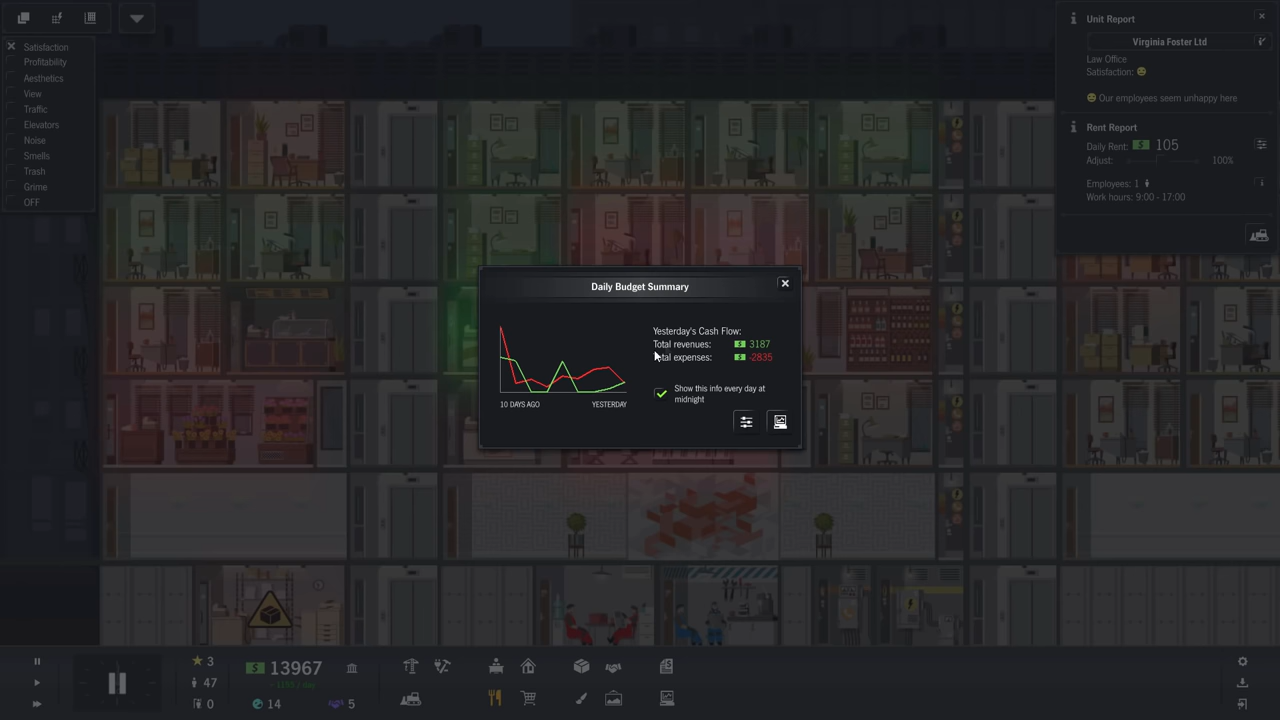 Satisfaction
Profitability
Aesthetics
View
Traffic
Elevators
Noise
Smells
Trash
Grime
OFF
Unit Report
Virginia Foster Ltd
Law Office
Satisfaction:
Our employees seem unhappy here
Rent Report
Daily Rent: $ 105
Adjust: 100%
Employees: 1
Work hours: 9:00 - 17:00
Daily Budget Summary
Yesterday's Cash Flow:
Total revenues: $ 3187
expenses: $ -2835
Show this info every day at
midnight
10 DAYS AGO YESTERDAY
3 $ 13967
47
0 14 5